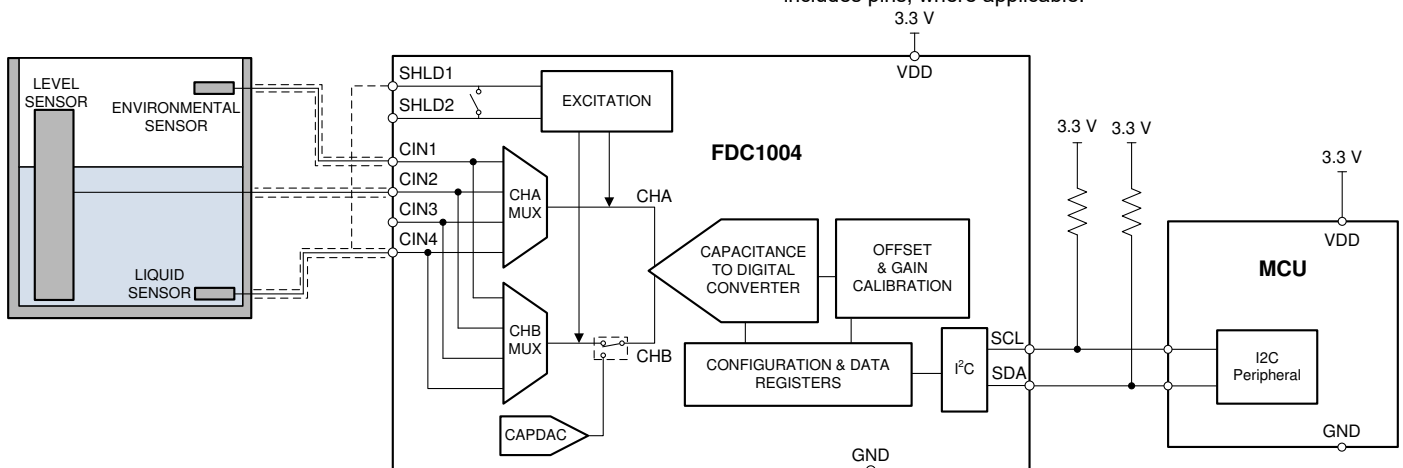 includes pins, where applicable.
3.3 V
VDD
SHLD1
SHLD2
CIN1
CIN2
CIN3
CIN4
LEVEL
SENSOR
ENVIRONMENTAL
SENSOR
LIQUID
SENSOR
EXCITATION
FDC1004
CHA
MUX
CHA
CHB
MUX
CHB
CAPDAC
CAPACITANCE
TO DIGITAL
CONVERTER
OFFSET
& GAIN
CALIBRATION
CONFIGURATION & DATA
REGISTERS
I²C
SCL
SDA
GND
3.3 V
3.3 V
3.3 V
VDD
MCU
I2C
Peripheral
GND